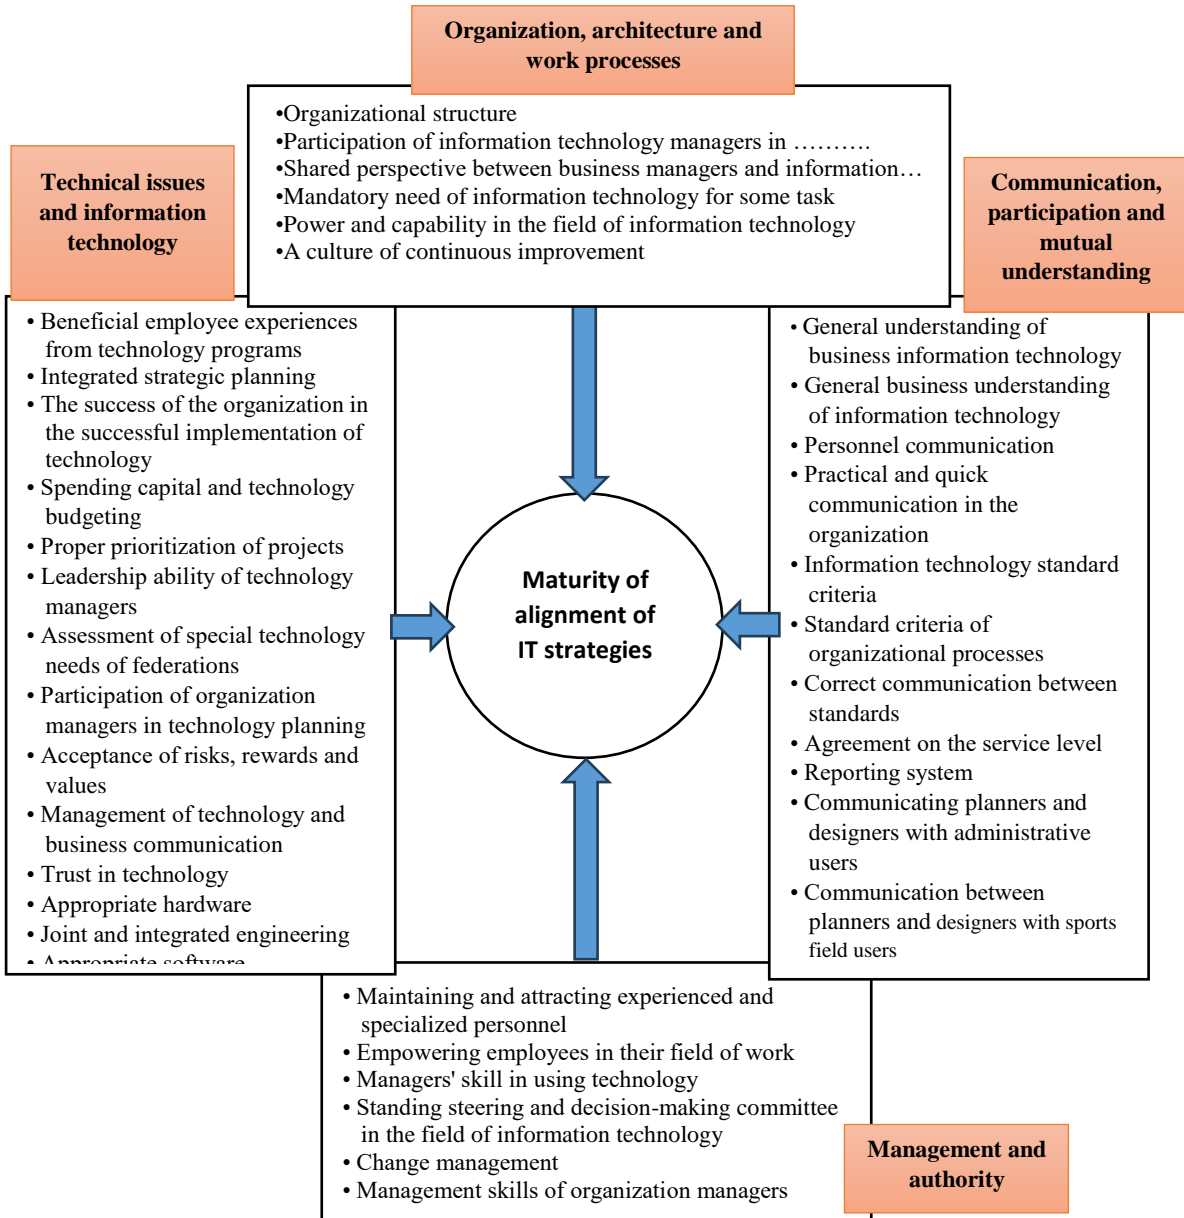 Organization, architecture and
work processes
•Organizational structure
•Participation of information technology managers in ……….
•Shared perspective between business managers and information…
•Mandatory need of information technology for some task
•Power and capability in the field of information technology
•A culture of continuous improvement
Technical issues
and information
technology
• Beneficial employee experiences
from technology programs
• Integrated strategic planning
• The success of the organization in
the successful implementation of
technology
• Spending capital and technology
budgeting
• Proper prioritization of projects
• Leadership ability of technology
managers
• Assessment of special technology
needs of federations
• Participation of organization
managers in technology planning
• Acceptance of risks, rewards and
values
• Management of technology and
business communication
• Trust in technology
• Appropriate hardware
• Joint and integrated engineering
• Appropriate software
Maturity of
alignment of
IT strategies
Communication,
participation and
mutual
understanding
• General understanding of
business information technology
• General business understanding
of information technology
• Personnel communication
• Practical and quick
communication in the
organization
• Information technology standard
criteria
• Standard criteria of
organizational processes
• Correct communication between
standards
• Agreement on the service level
• Reporting system
• Communicating planners and
designers with administrative
users
• Communication between
planners and designers with sports
field users
• Maintaining and attracting experienced and
specialized personnel
• Empowering employees in their field of work
• Managers' skill in using technology
• Standing steering and decision-making committee
in the field of information technology
• Change management
• Management skills of organization managers
Management and
authority